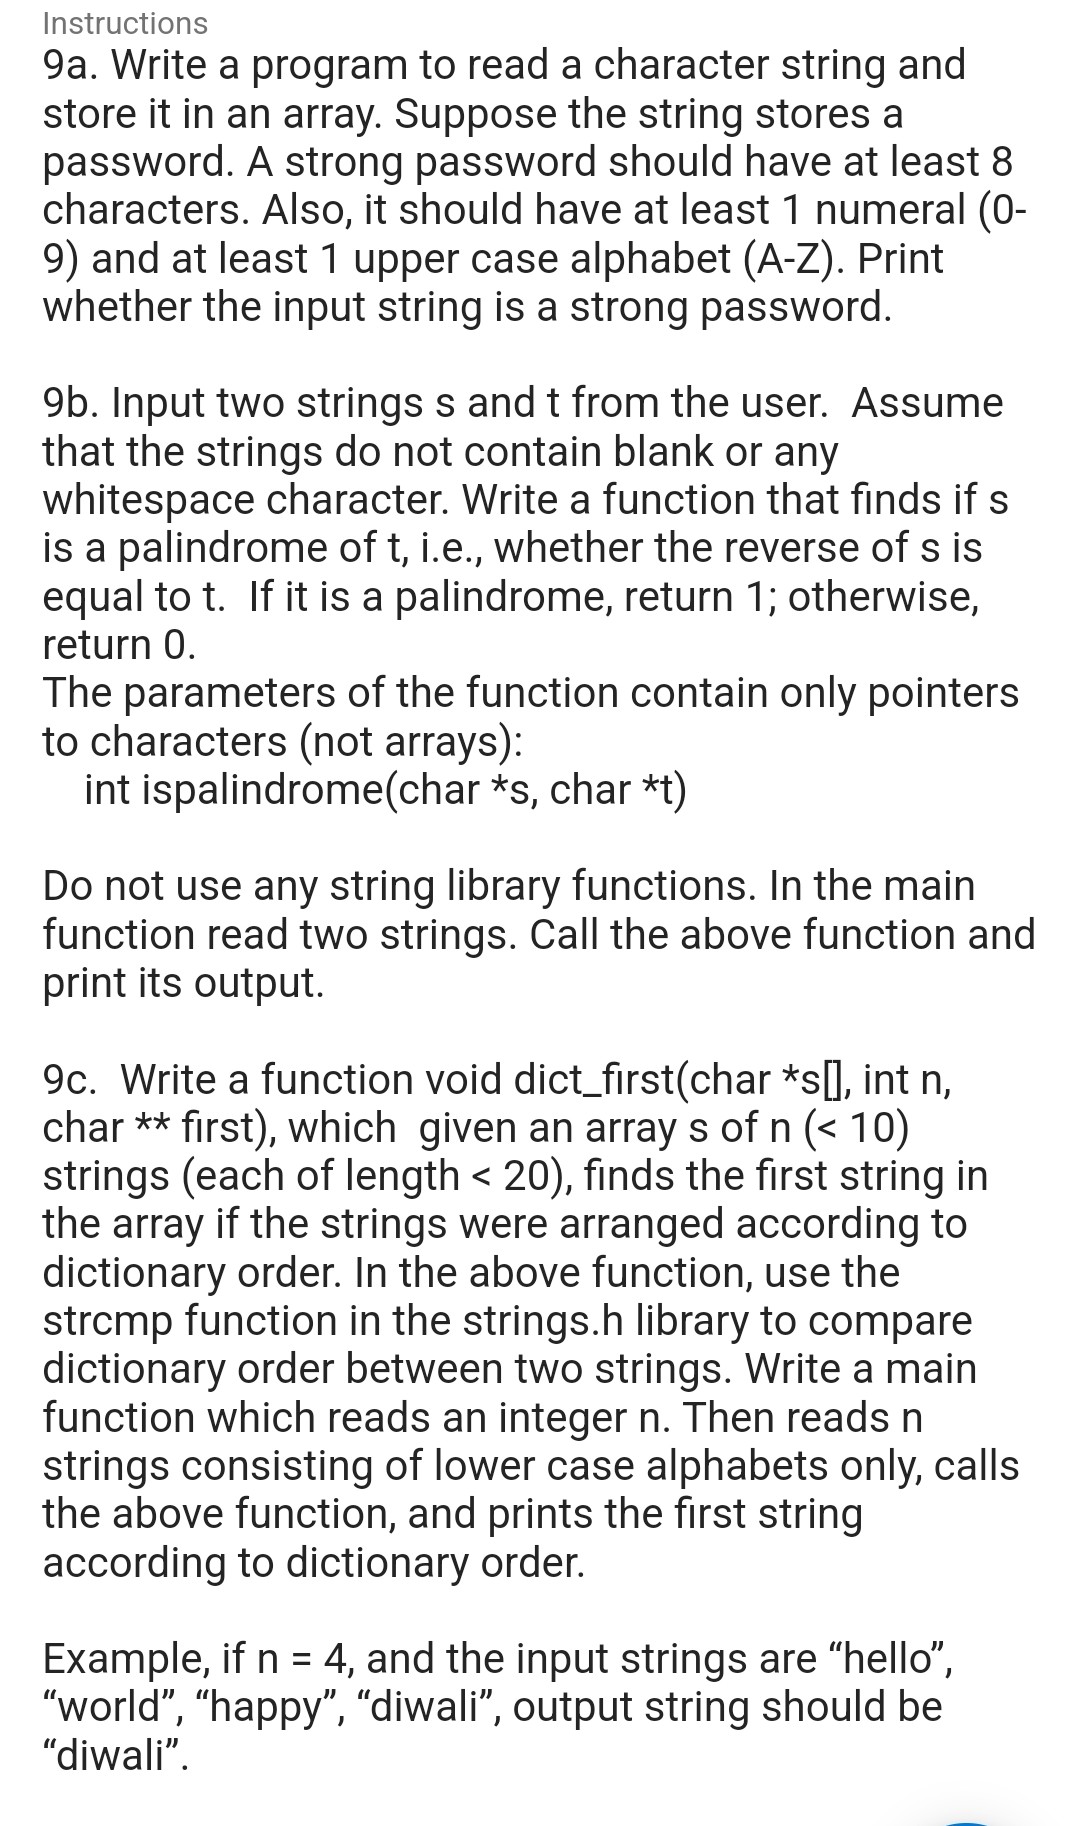 Instructions
9a. Write a program to read a character string and
store it in an array. Suppose the string stores a
password. A strong password should have at least 8
characters. Also, it should have at least 1 numeral (0-
9) and at least 1 upper case alphabet (A-Z). Print
whether the input string is a strong password.
9b. Input two strings s and t from the user.  Assume
that the strings do not contain blank or any
whitespace character. Write a function that finds if s
is a palindrome of t, i.e., whether the reverse of s is
equal to t.  If it is a palindrome, return 1; otherwise,
return 0.
The parameters of the function contain only pointers
to characters (not arrays):
int ispalindrome(char *s, char *t)
Do not use any string library functions. In the main
function read two strings. Call the above function and
print its output.
9c.  Write a function void dict_first(char *s[], int n,
char ** first), which  given an array s of n (< 10)
strings (each of length < 20), finds the first string in
the array if the strings were arranged according to
dictionary order. In the above function, use the
strcmp function in the strings.h library to compare
dictionary order between two strings. Write a main
function which reads an integer n. Then reads n
strings consisting of lower case alphabets only, calls
the above function, and prints the first string
according to dictionary order.
Example, if n = 4, and the input strings are “hello”,
“world”, “happy”, “diwali”, output string should be
“diwali”.